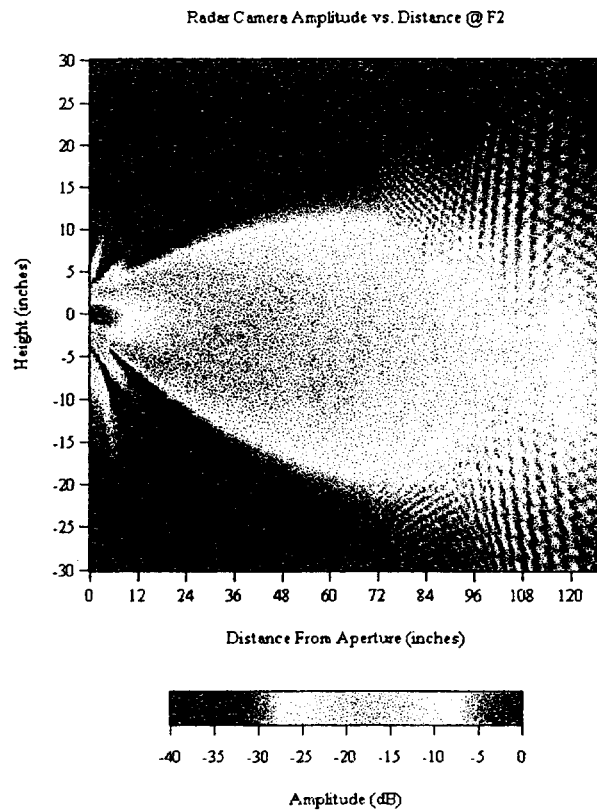 Radar Camera Amplitude vs. Distance @ F2
30
25
20
15
10
5
0
-5
-10
-15
-20
-25
-30
Height (inches)
0 12 24 36 48 60 72 84 96 108 120
Distance From Aperture (inches)
-40 -35 -30 -25 -20 -15 -10 -5 0
Amplitude (dB)